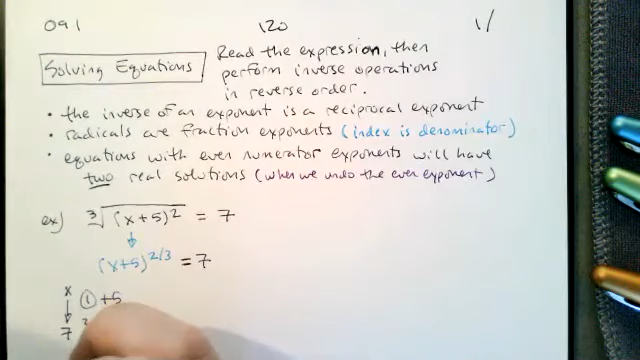 091 120 1/
Solving Equations
Read the expression, then
perform inverse operations
in reverse order.
• the inverse of an exponent is a reciprocal exponent
• radicals are fraction exponents (index is denominator)
• equations with even numerator exponents will have
two real solutions (when we undo the even exponent)
ex) ∛(x+5)² = 7
↓
(x+5)^2/3 = 7
x ① +5
↓
7